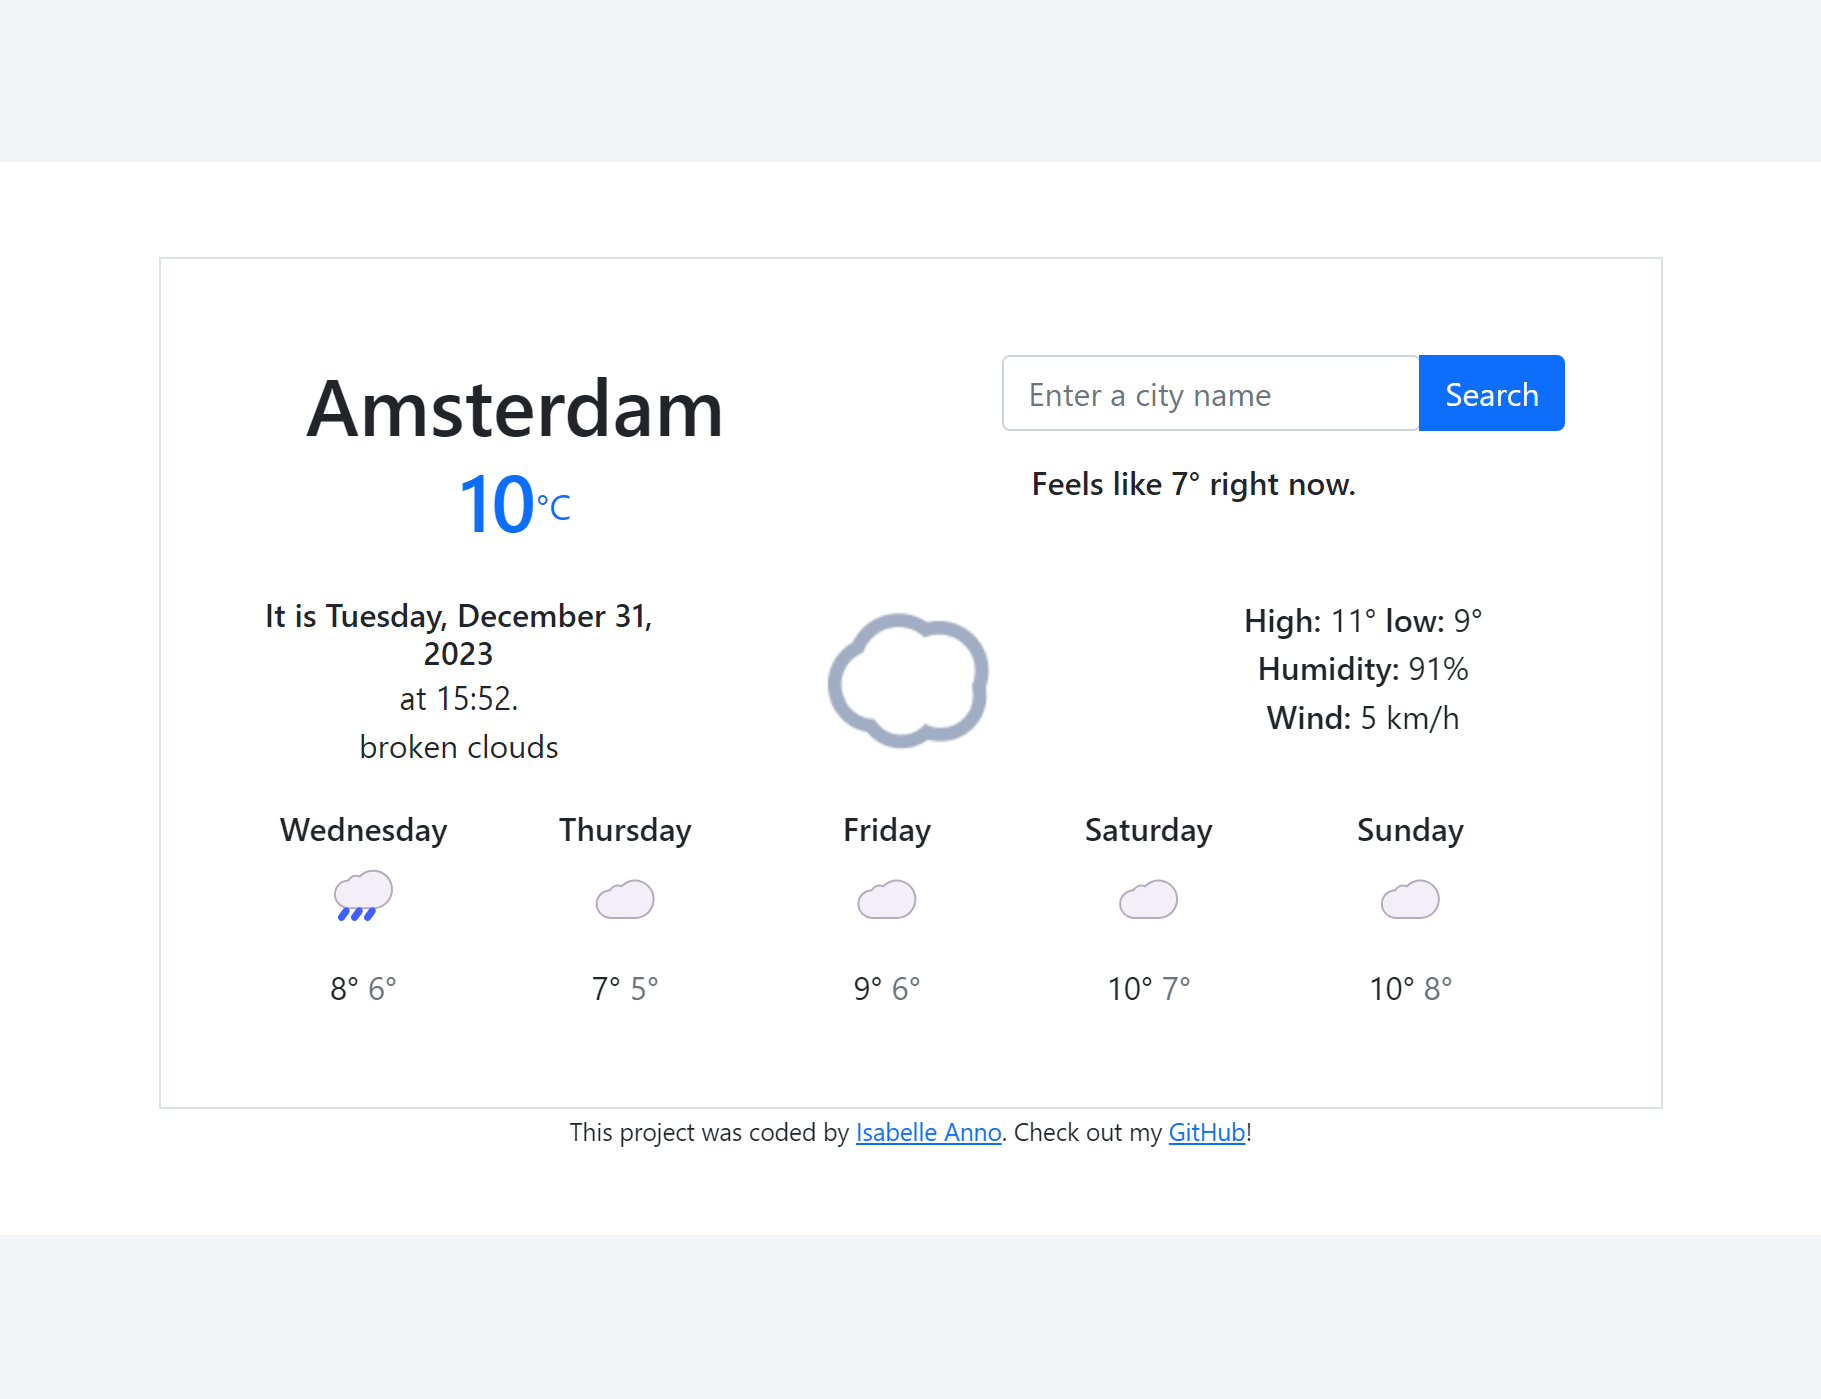 Amsterdam
10°C
Enter a city name
Search
Feels like 7° right now.
It is Tuesday, December 31,
2023
at 15:52.
broken clouds
High: 11° low: 9°
Humidity: 91%
Wind: 5 km/h
Wednesday Thursday Friday Saturday Sunday
8° 6° 7° 5° 9° 6° 10° 7° 10° 8°
This project was coded by Isabelle Anno. Check out my GitHub!